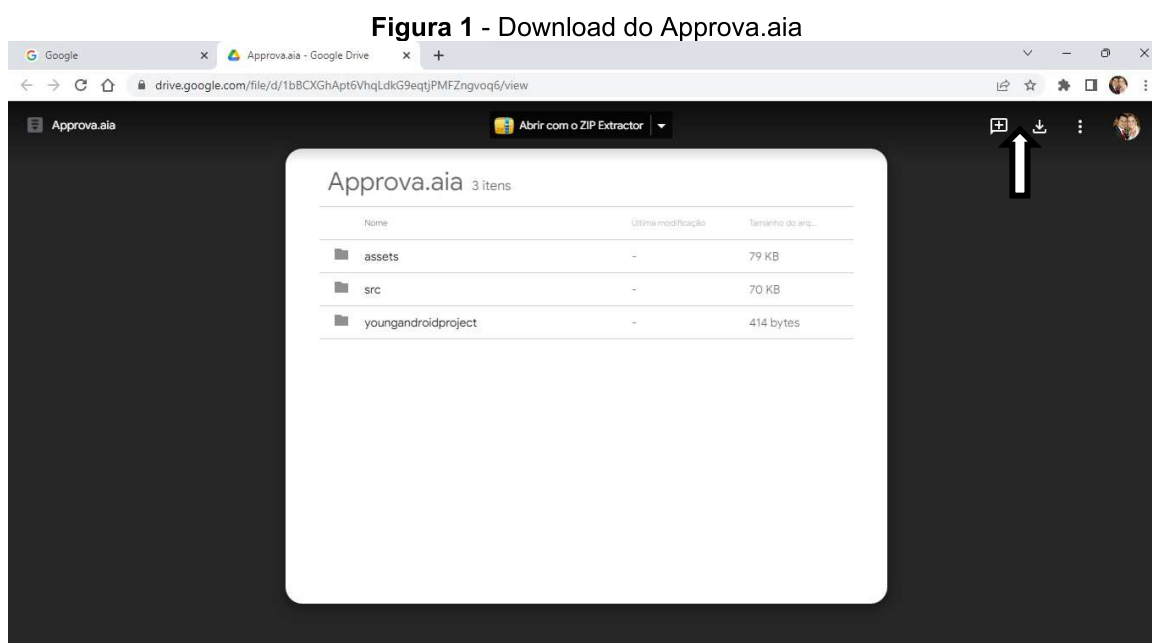 Figura 1 - Download do Approva.aia
Google
Approva.aia - Google Drive
drive.google.com/file/d/1bBCXGhApt6VhqLdkG9eqtjPMFZngvoq6/view
Approva.aia
Abrir com o ZIP Extractor
Approva.aia 3 itens
Nome Última modificação Tamanho do arq...
assets - 79 KB
src - 70 KB
youngandroidproject - 414 bytes